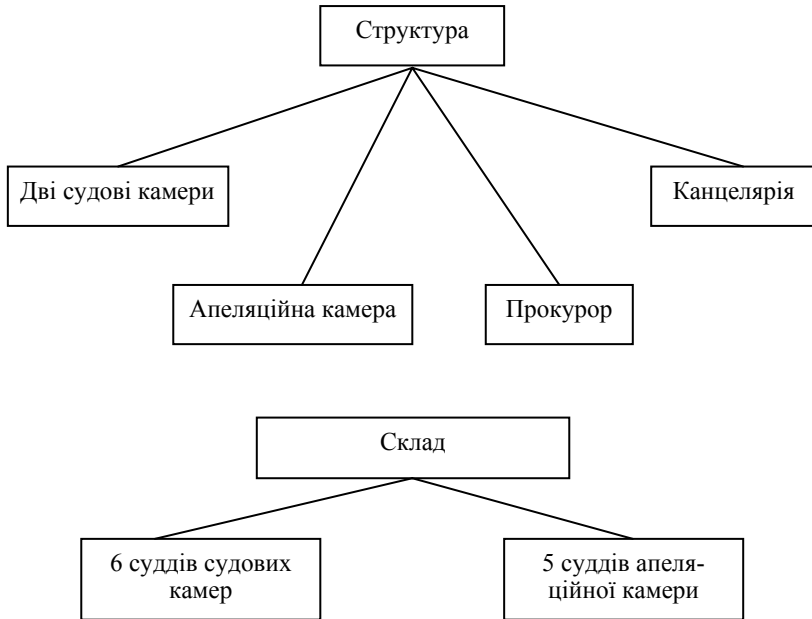 Структура
Дві судові камери
Канцелярія
Апеляційна камера
Прокурор
Склад
6 суддів судових
камер
5 суддів апеля-
ційної камери